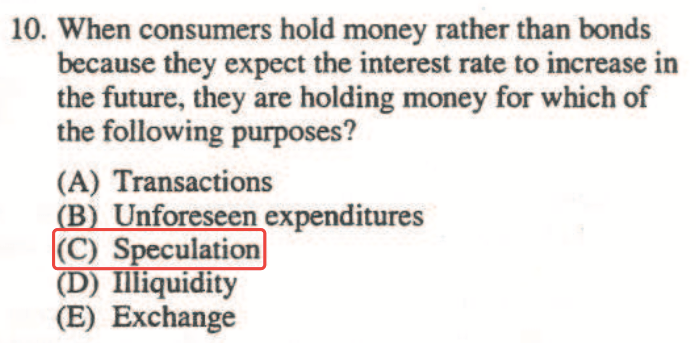 10. When consumers hold money rather than bonds
because they expect the interest rate to increase in
the future, they are holding money for which of
the following purposes?
(A) Transactions
(B) Unforeseen expenditures
(C) Speculation
(D) Illiquidity
(E) Exchange